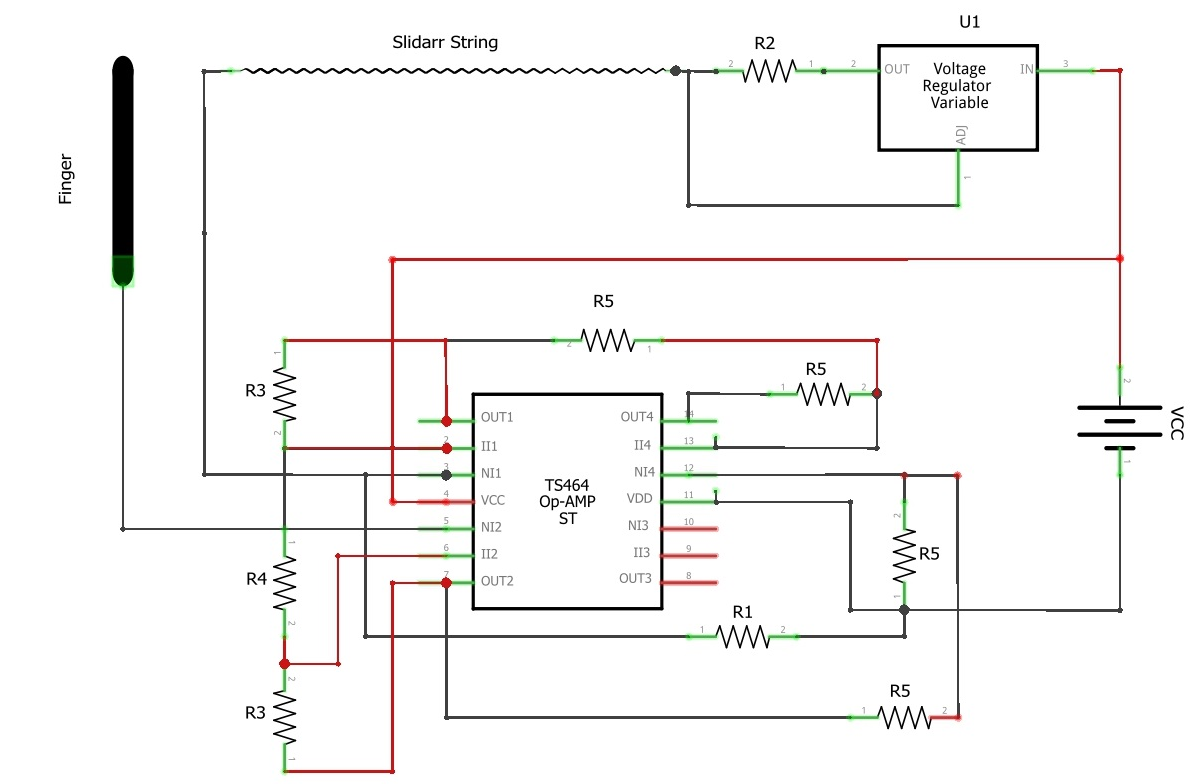 U1
Slidarr String
R2
2
1
2
OUT
Voltage
Regulator
Variable
IN
3
ADJ
1
Finger
R5
2
1
1
R3
2
R5
1
2
OUT1
OUT4
14
2
II1
II4
13
3
NI1
NI4
12
4
VCC
TS464
Op-AMP
ST
VDD
11
5
NI2
NI3
10
6
II2
II3
9
7
OUT2
OUT3
8
2
VCC
1
2
R5
1
1
R4
2
R1
1
2
2
R3
1
R5
1
2